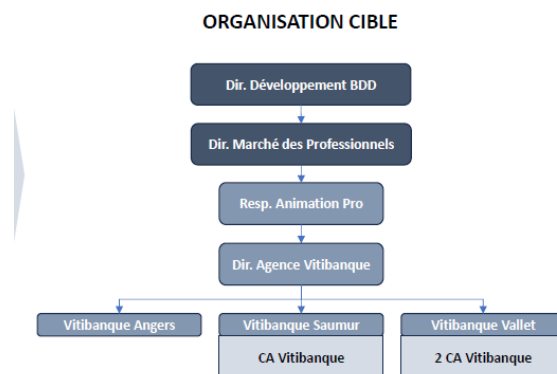 ORGANISATION CIBLE
Dir. Développement BDD
Dir. Marché des Professionnels
Resp. Animation Pro
Dir. Agence Vitibanque
Vitibanque Angers
Vitibanque Saumur
Vitibanque Vallet
CA Vitibanque
2 CA Vitibanque